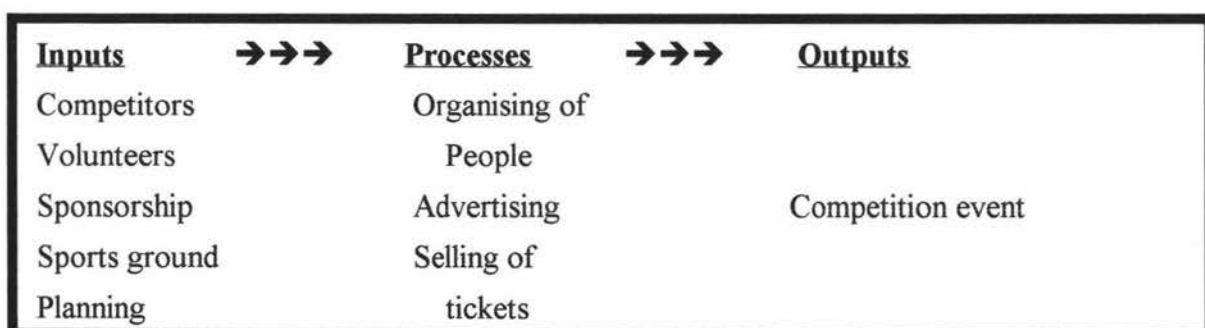 Inputs ➔➔➔ Processes ➔➔➔ Outputs
Competitors Organising of
Volunteers People
Sponsorship Advertising Competition event
Sports ground Selling of
Planning tickets